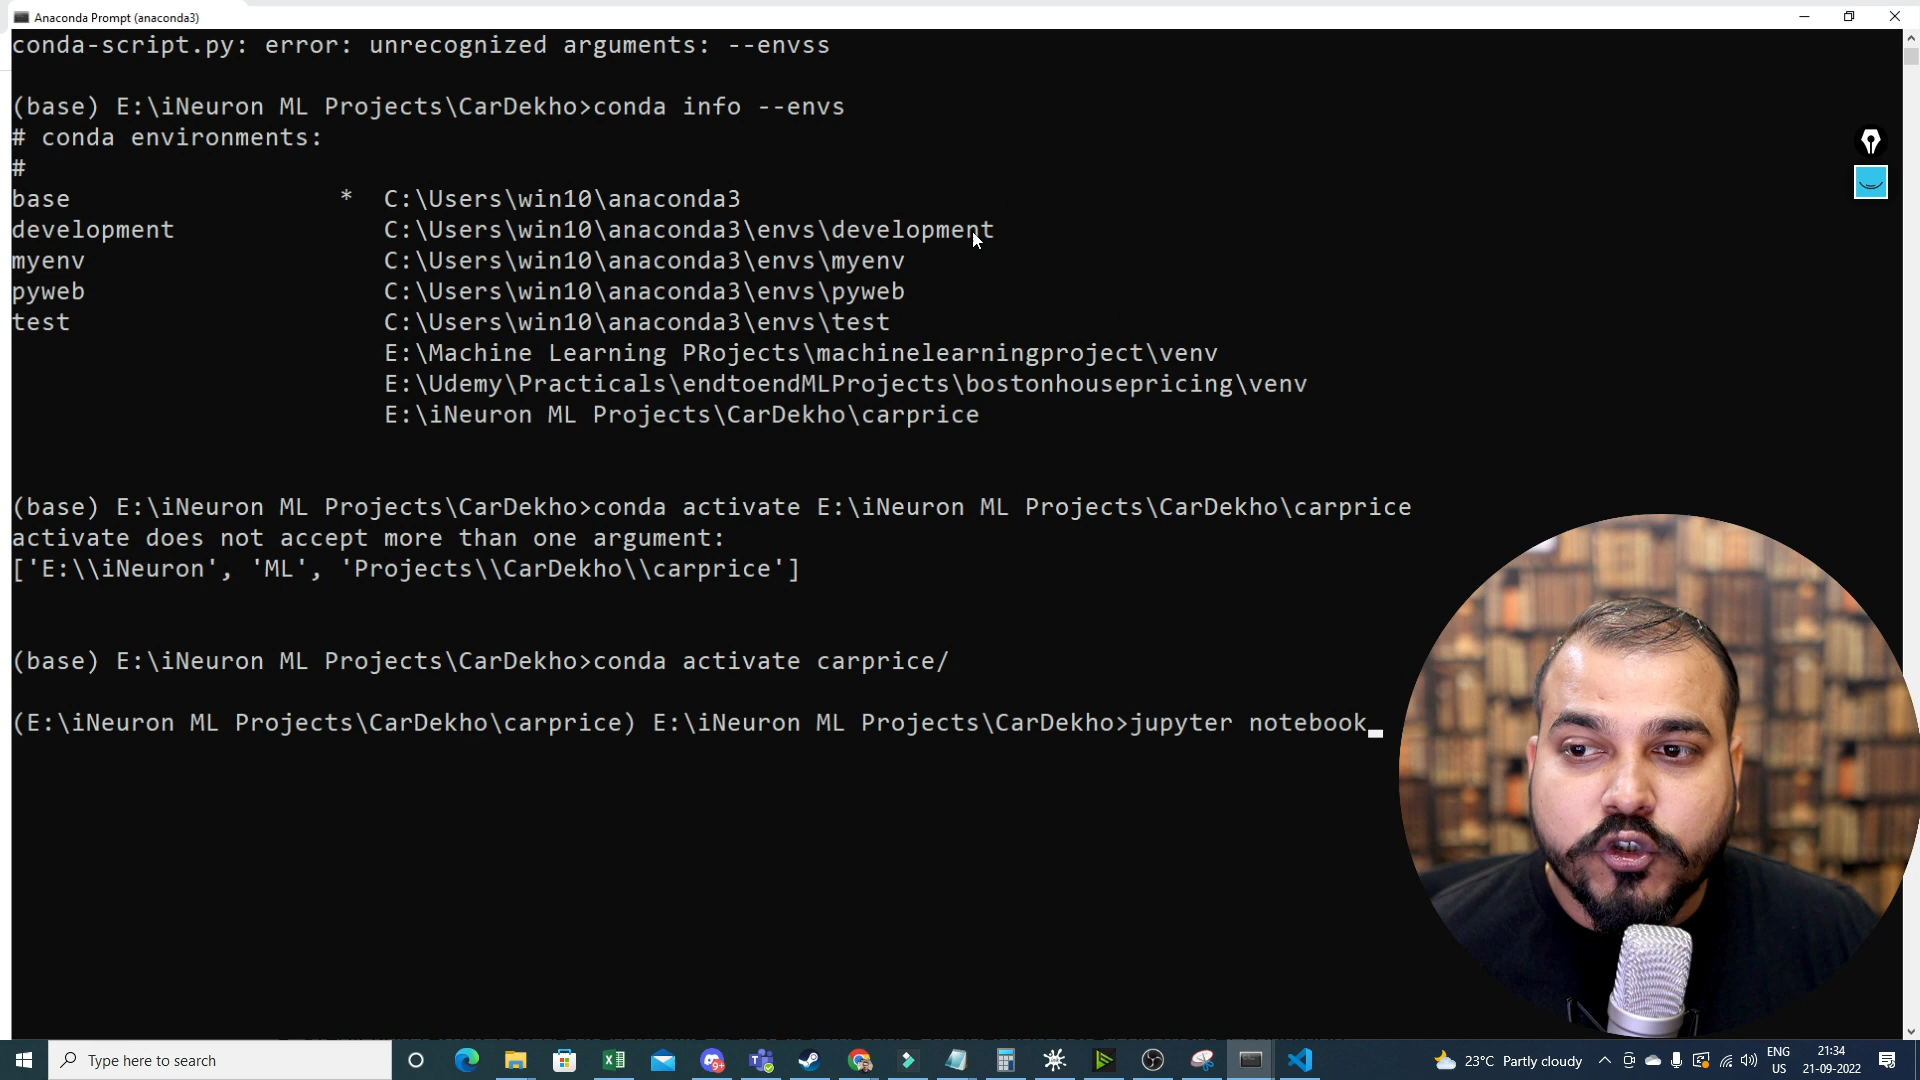 Anaconda Prompt (anaconda3)
conda-script.py: error: unrecognized arguments: --envss
(base) E:\iNeuron ML Projects\CarDekho>conda info --envs
# conda environments:
#
base * C:\Users\win10\anaconda3
development C:\Users\win10\anaconda3\envs\development
myenv C:\Users\win10\anaconda3\envs\myenv
pyweb C:\Users\win10\anaconda3\envs\pyweb
test C:\Users\win10\anaconda3\envs\test
E:\Machine Learning PRojects\machinelearningproject\venv
E:\Udemy\Practicals\endtoendMLProjects\bostonhousepricing\venv
E:\iNeuron ML Projects\CarDekho\carprice
(base) E:\iNeuron ML Projects\CarDekho>conda activate E:\iNeuron ML Projects\CarDekho\carprice
activate does not accept more than one argument:
['E:\\iNeuron', 'ML', 'Projects\\CarDekho\\carprice']
(base) E:\iNeuron ML Projects\CarDekho>conda activate carprice/
(E:\iNeuron ML Projects\CarDekho\carprice) E:\iNeuron ML Projects\CarDekho>jupyter notebook
Type here to search
23°C Partly cloudy
ENG
US
21:34
21-09-2022